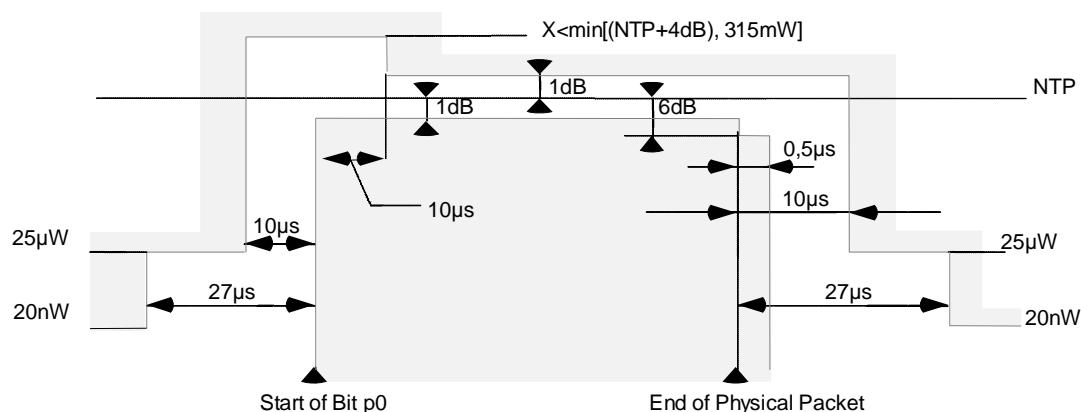 X<min[(NTP+4dB), 315mW]
NTP
1dB
1dB
6dB
0,5µs
10µs
10µs
10µs
25µW
25µW
27µs
27µs
20nW
20nW
Start of Bit p0
End of Physical Packet